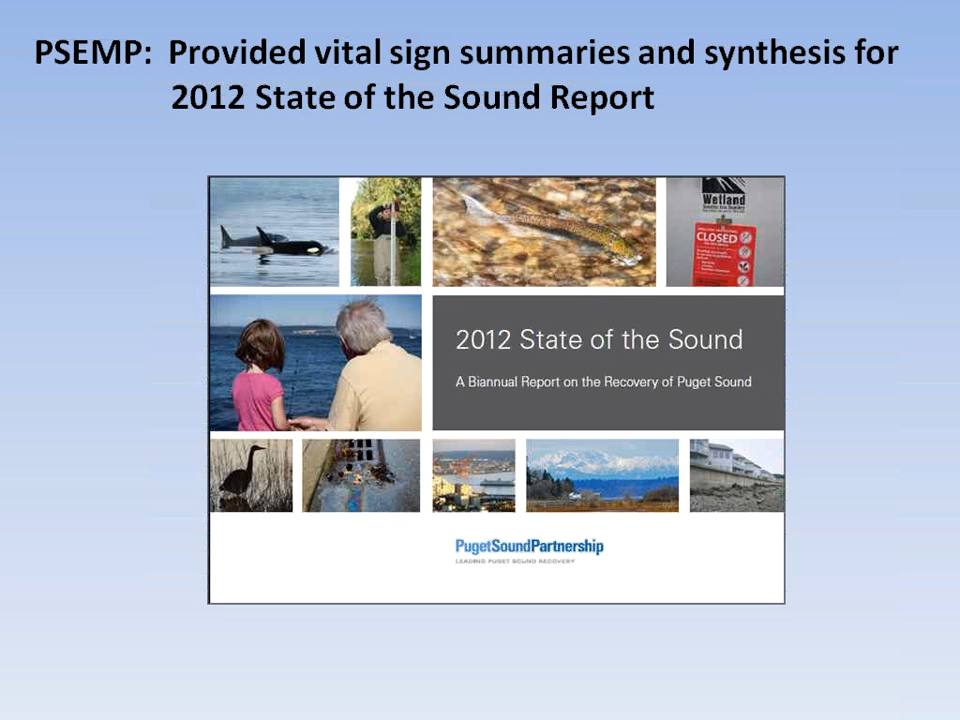 PSEMP: Provided vital sign summaries and synthesis for
2012 State of the Sound Report
Wetland
CLOSED
2012 State of the Sound
A Biannual Report on the Recovery of Puget Sound
PugetSoundPartnership
LEADING PUGET SOUND RECOVERY